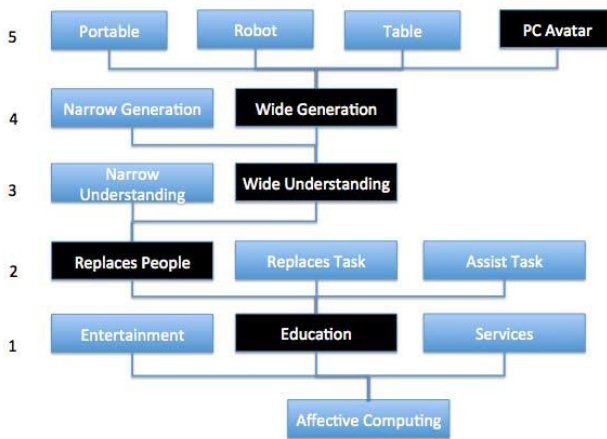 5 Portable Robot Table PC Avatar
4 Narrow Generation Wide Generation
3 Narrow Understanding Wide Understanding
2 Replaces People Replaces Task Assist Task
1 Entertainment Education Services
Affective Computing